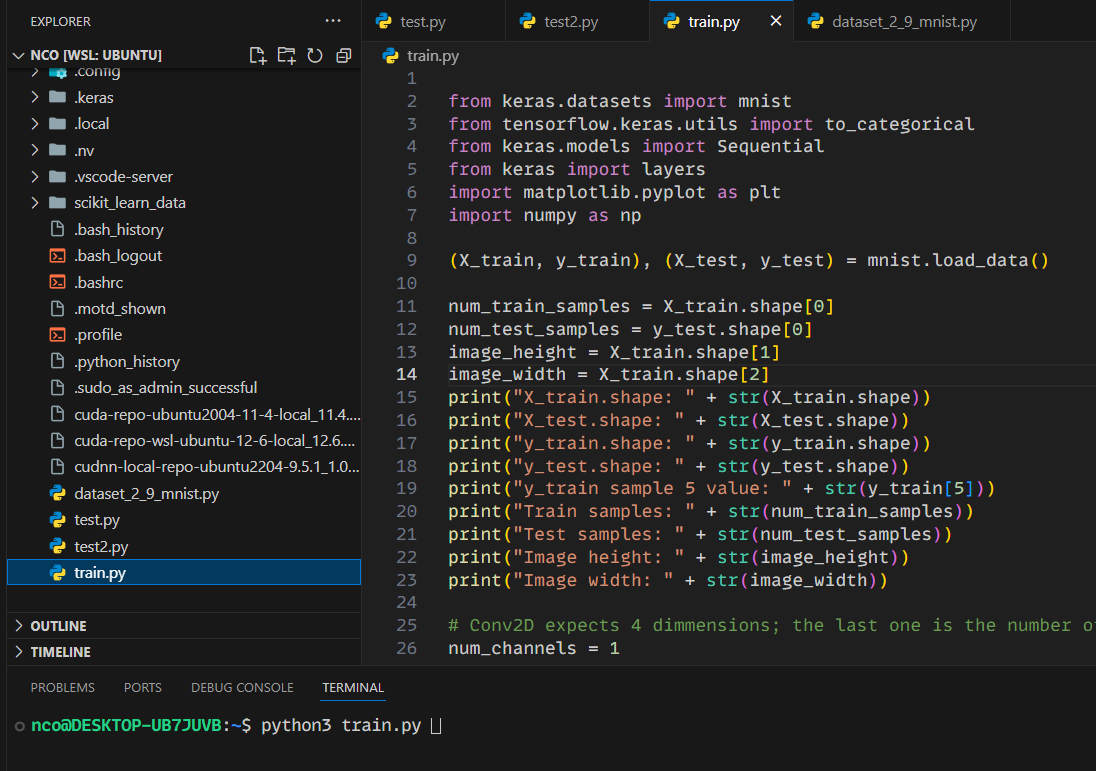 EXPLORER ...
NCO [WSL: UBUNTU]
.config
.keras
.local
.nv
.vscode-server
scikit_learn_data
.bash_history
.bash_logout
.bashrc
.motd_shown
.profile
.python_history
.sudo_as_admin_successful
cuda-repo-ubuntu2004-11-4-local_11.4....
cuda-repo-wsl-ubuntu-12-6-local_12.6....
cudnn-local-repo-ubuntu2204-9.5.1_1.0...
dataset_2_9_mnist.py
test.py
test2.py
train.py
OUTLINE
TIMELINE
test.py test2.py train.py dataset_2_9_mnist.py
train.py
1
2 from keras.datasets import mnist
3 from tensorflow.keras.utils import to_categorical
4 from keras.models import Sequential
5 from keras import layers
6 import matplotlib.pyplot as plt
7 import numpy as np
8
9 (X_train, y_train), (X_test, y_test) = mnist.load_data()
10
11 num_train_samples = X_train.shape[0]
12 num_test_samples = y_test.shape[0]
13 image_height = X_train.shape[1]
14 image_width = X_train.shape[2]
15 print("X_train.shape: " + str(X_train.shape))
16 print("X_test.shape: " + str(X_test.shape))
17 print("y_train.shape: " + str(y_train.shape))
18 print("y_test.shape: " + str(y_test.shape))
19 print("y_train sample 5 value: " + str(y_train[5]))
20 print("Train samples: " + str(num_train_samples))
21 print("Test samples: " + str(num_test_samples))
22 print("Image height: " + str(image_height))
23 print("Image width: " + str(image_width))
24
25 # Conv2D expects 4 dimmensions; the last one is the number o
26 num_channels = 1
PROBLEMS PORTS DEBUG CONSOLE TERMINAL
nco@DESKTOP-UB7JUVB:~$ python3 train.py